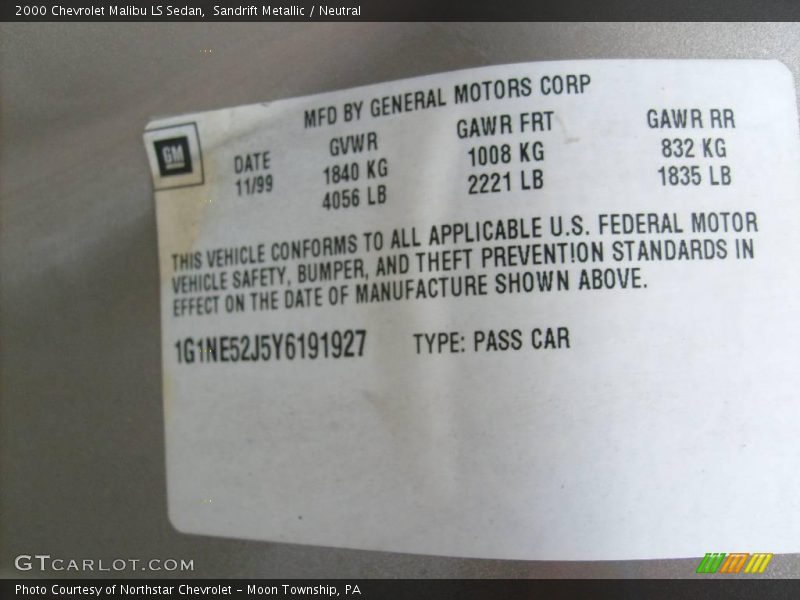 2000 Chevrolet Malibu LS Sedan,  Sandrift Metallic / Neutral
MFD BY GENERAL MOTORS CORP
GM
DATE GVWR GAWR FRT GAWR RR
11/99 1840 KG 1008 KG 832 KG
4056 LB 2221 LB 1835 LB
THIS VEHICLE CONFORMS TO ALL APPLICABLE U.S. FEDERAL MOTOR
VEHICLE SAFETY, BUMPER, AND THEFT PREVENTION STANDARDS IN
EFFECT ON THE DATE OF MANUFACTURE SHOWN ABOVE.
1G1NE52J5Y6191927 TYPE: PASS CAR
GTCARLOT.COM
Photo Courtesy of Northstar Chevrolet - Moon Township, PA